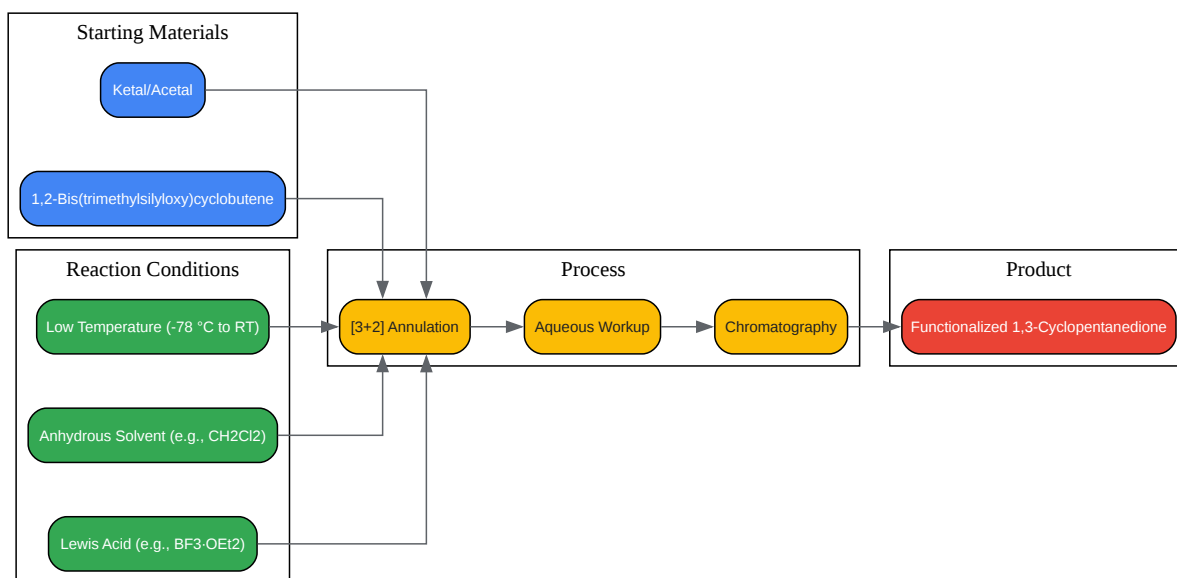 Starting Materials
Ketal/Acetal
1,2-Bis(trimethylsilyloxy)cyclobutene
Reaction Conditions
Low Temperature (-78 °C to RT)
Anhydrous Solvent (e.g., CH2Cl2)
Lewis Acid (e.g., BF3·OEt2)
Process
[3+2] Annulation
Aqueous Workup
Chromatography
Product
Functionalized 1,3-Cyclopentanedione